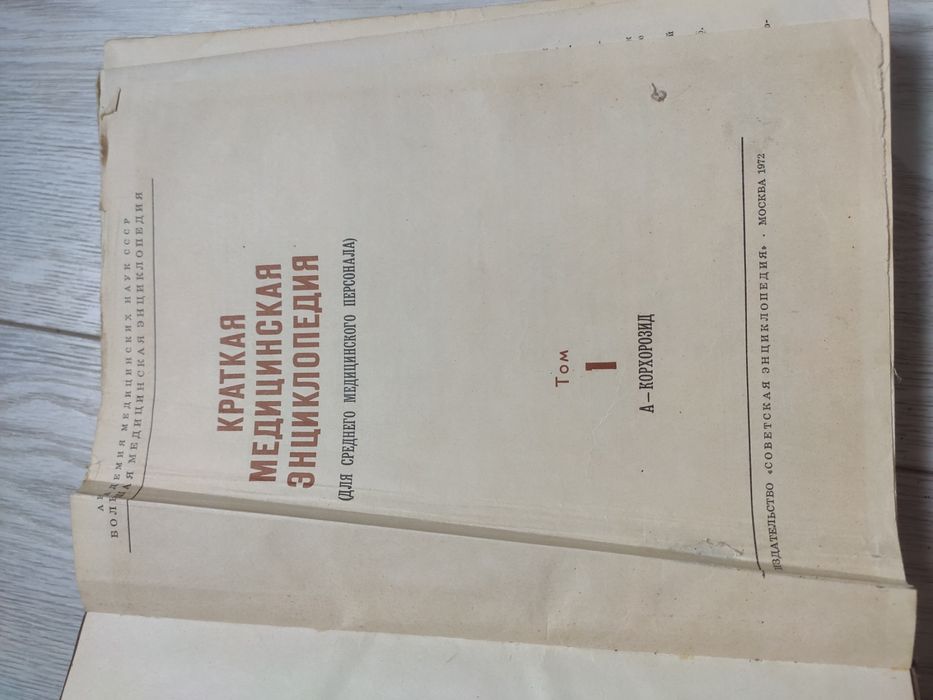 АКАДЕМИЯ МЕДИЦИНСКИХ НАУК СССР
БОЛЬШАЯ МЕДИЦИНСКАЯ ЭНЦИКЛОПЕДИЯ
КРАТКАЯ
МЕДИЦИНСКАЯ
ЭНЦИКЛОПЕДИЯ
(ДЛЯ СРЕДНЕГО МЕДИЦИНСКОГО ПЕРСОНАЛА)
Том
1
А–КОРХОРОЗИД
ИЗДАТЕЛЬСТВО «СОВЕТСКАЯ ЭНЦИКЛОПЕДИЯ» · МОСКВА 1972